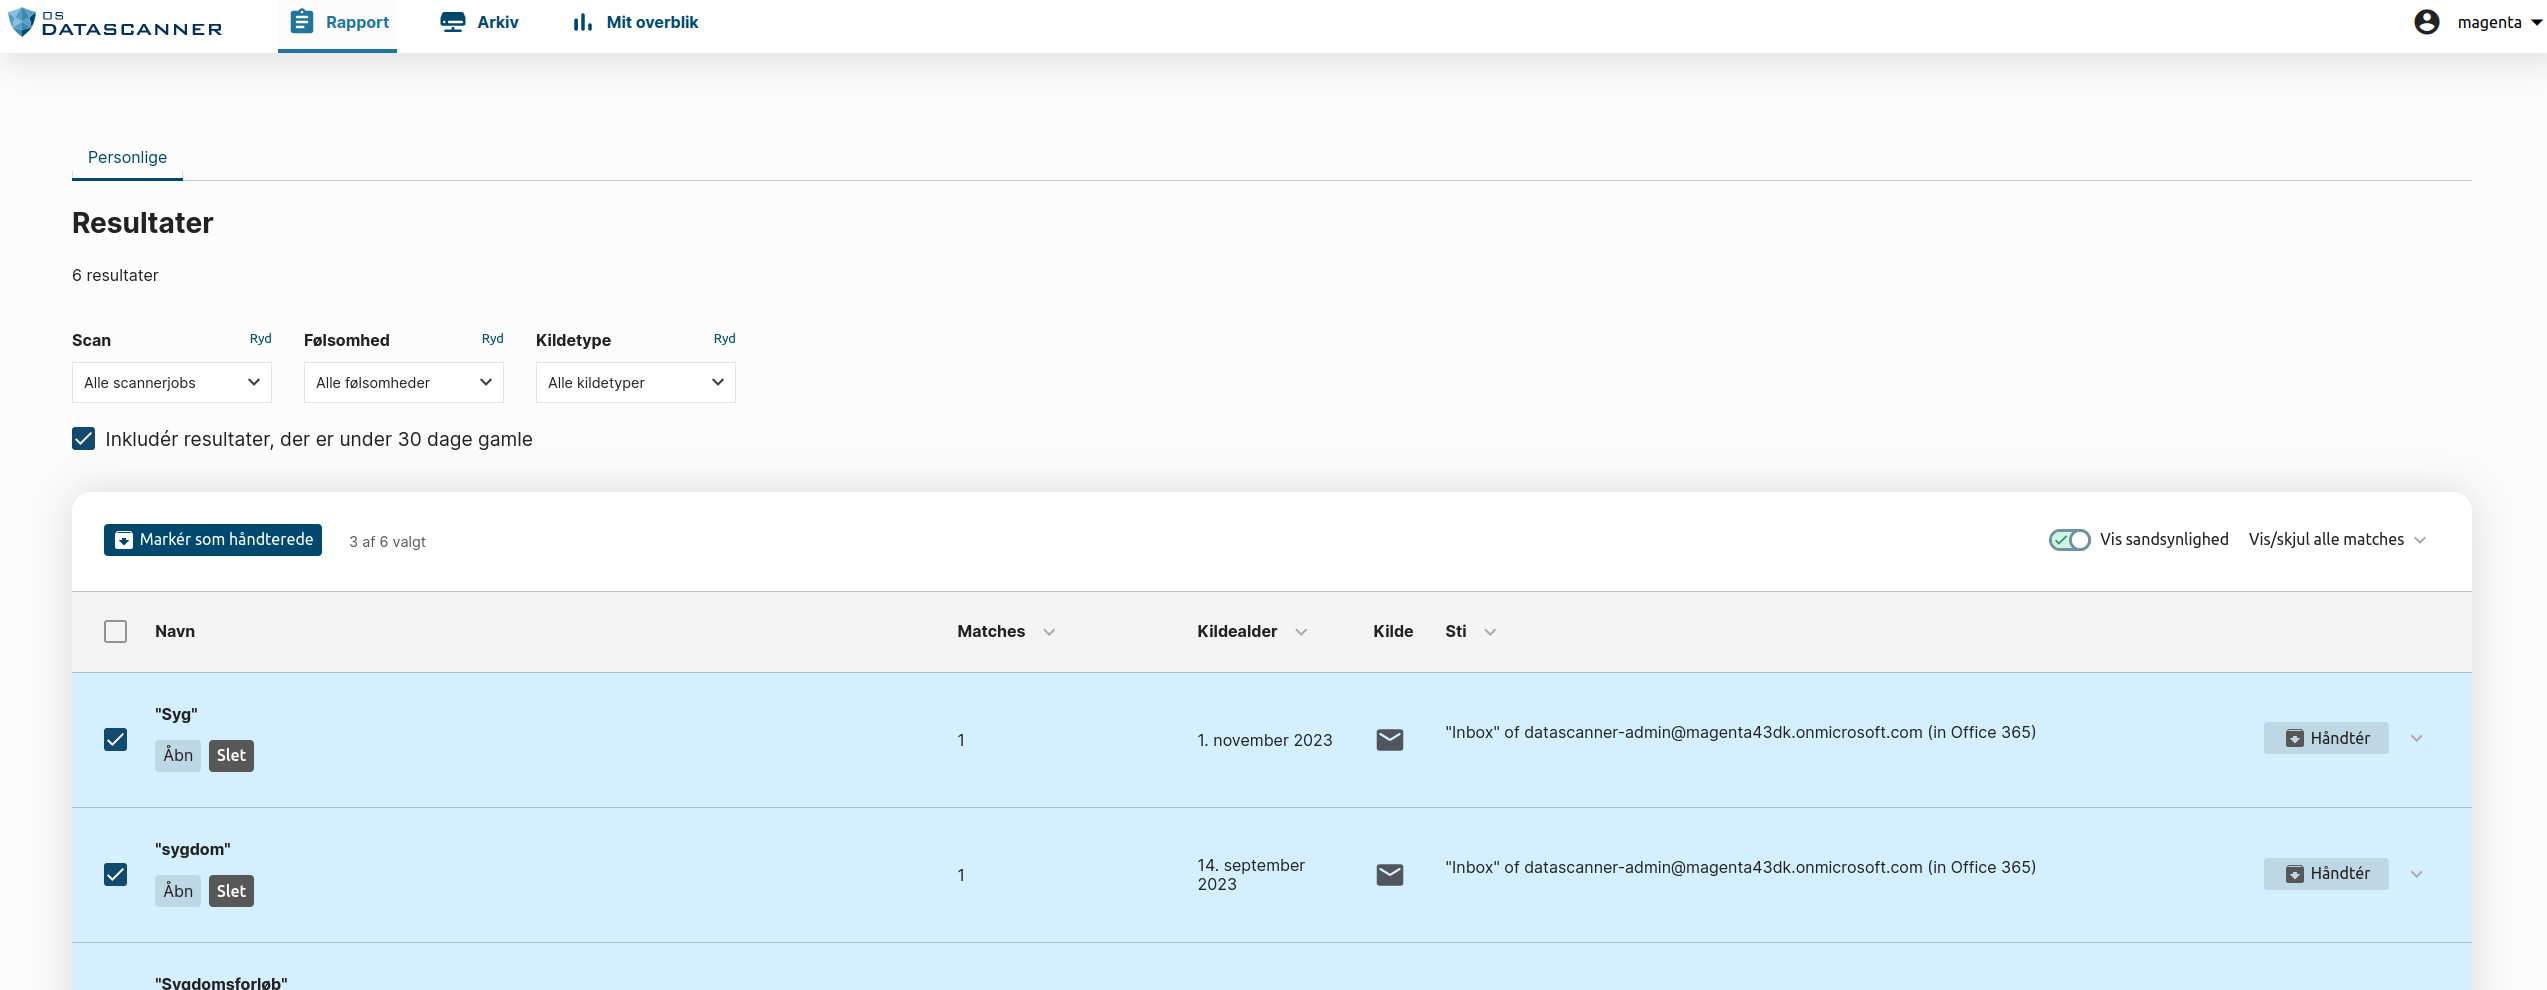 OS
DATASCANNER
Rapport
Arkiv
Mit overblik
magenta
Personlige
Resultater
6 resultater
Scan Ryd
Følsomhed Ryd
Kildetype Ryd
Alle scannerjobs
Alle følsomheder
Alle kildetyper
Inkludér resultater, der er under 30 dage gamle
Markér som håndterede
3 af 6 valgt
Vis sandsynlighed
Vis/skjul alle matches
Navn Matches Kildealder Kilde Sti
"Syg"
Åbn Slet
1
1. november 2023
"Inbox" of datascanner-admin@magenta43dk.onmicrosoft.com (in Office 365)
Håndtér
"sygdom"
Åbn Slet
1
14. september
2023
"Inbox" of datascanner-admin@magenta43dk.onmicrosoft.com (in Office 365)
Håndtér
"Sygdomsforløb"